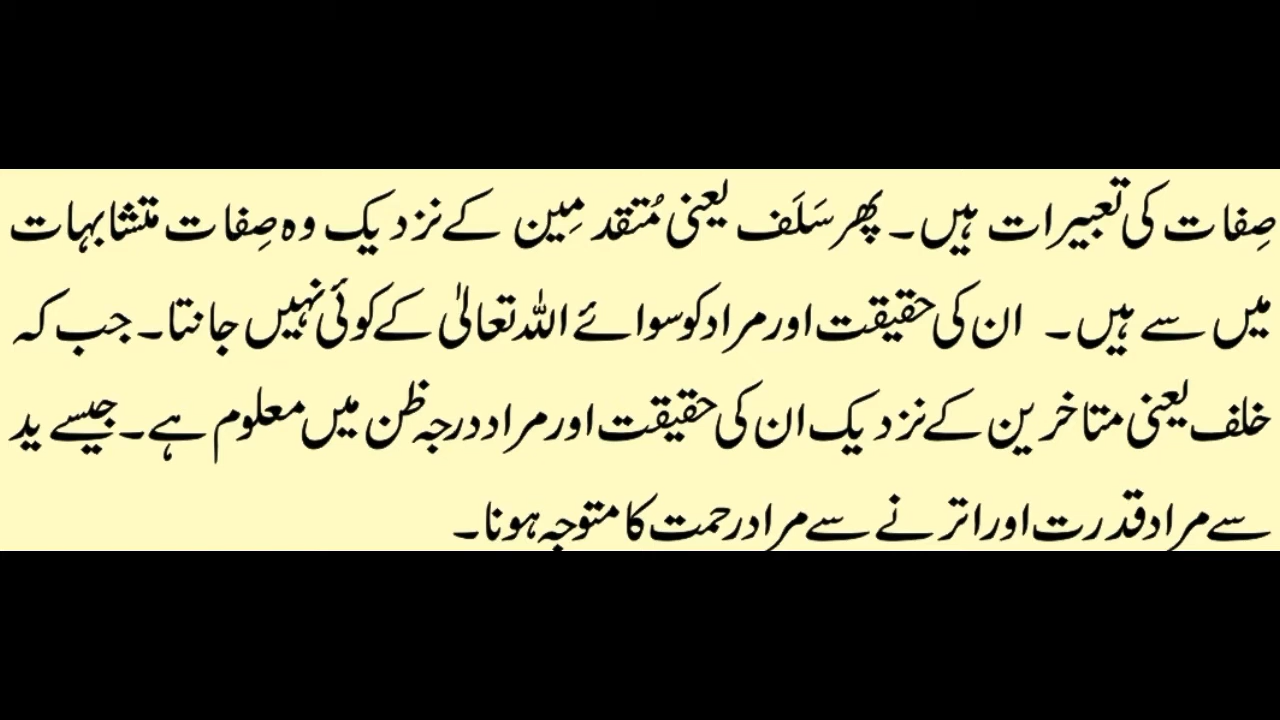 صِفات کی تعبیرات ہیں۔ پھر سَلَف یعنی مُتقدمِین کے نزدیک وہ صِفات متشابہات
میں سے ہیں۔ ان کی حقیقت اور مراد کو سوائے اللہ تعالیٰ کے کوئی نہیں جانتا۔ جب کہ
خلف یعنی متاخرین کے نزدیک ان کی حقیقت اور مراد درجہ ظن میں معلوم ہے۔ جیسے ید
سے مراد قدرت اور اترنے سے مراد رحمت کا متوجہ ہونا۔